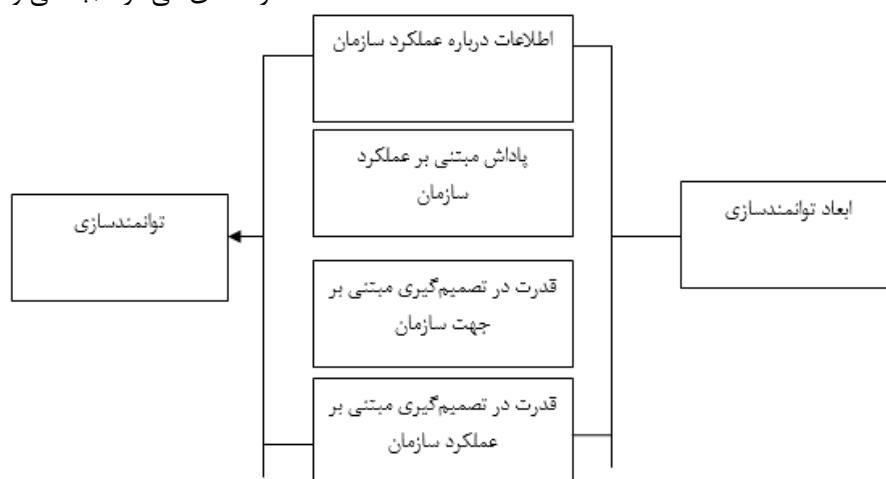 اطلاعات درباره عملکرد سازمان
پاداش مبتنی بر عملکرد
سازمان
ابعاد توانمندسازی
توانمندسازی
قدرت در تصمیم‌گیری مبتنی بر
جهت سازمان
قدرت در تصمیم‌گیری مبتنی بر
عملکرد سازمان